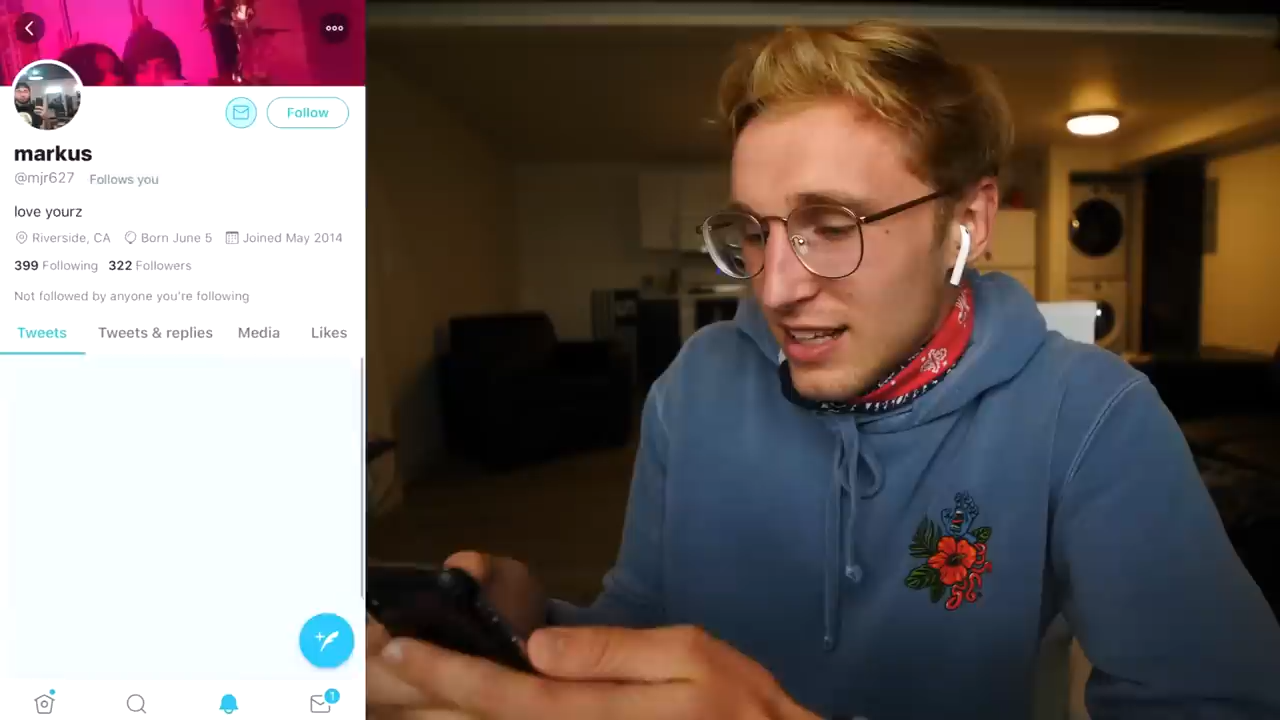 Follow
markus
@mjr627 Follows you
love yourz
Riverside, CA Born June 5 Joined May 2014
399 Following 322 Followers
Not followed by anyone you're following
Tweets Tweets & replies Media Likes
1